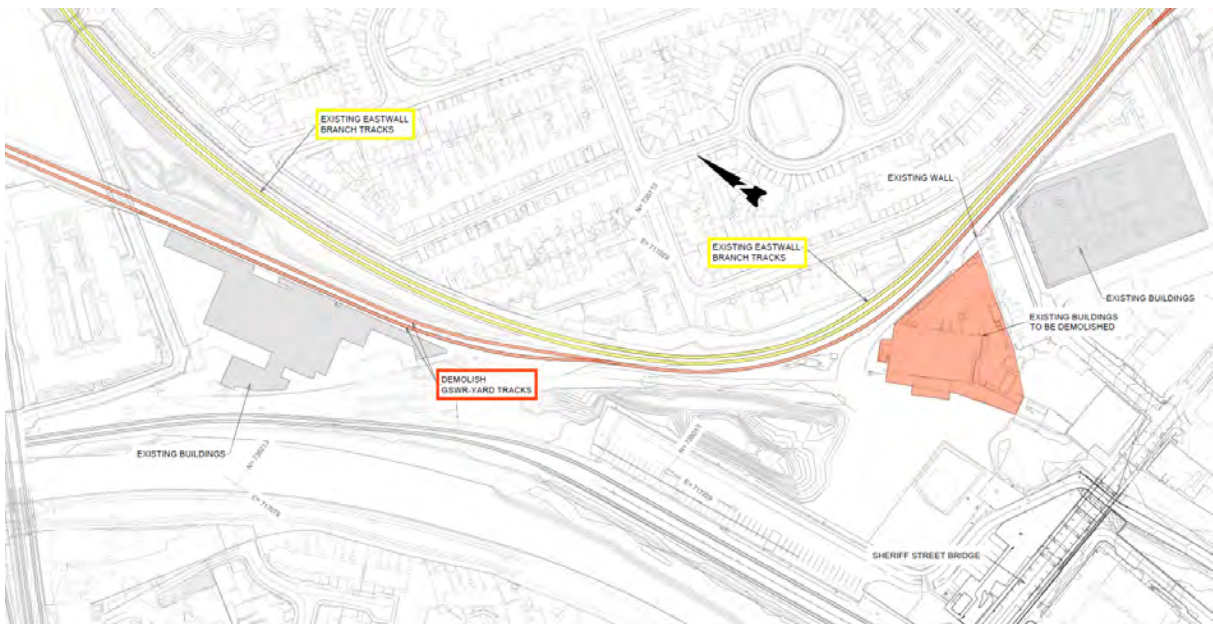 EXISTING EASTWALL
BRANCH TRACKS
EXISTING WALL
EXISTING EASTWALL
BRANCH TRACKS
EXISTING BUILDINGS
EXISTING BUILDINGS
TO BE DEMOLISHED
DEMOLISH
GSWR-YARD TRACKS
EXISTING BUILDINGS
SHERIFF STREET BRIDGE